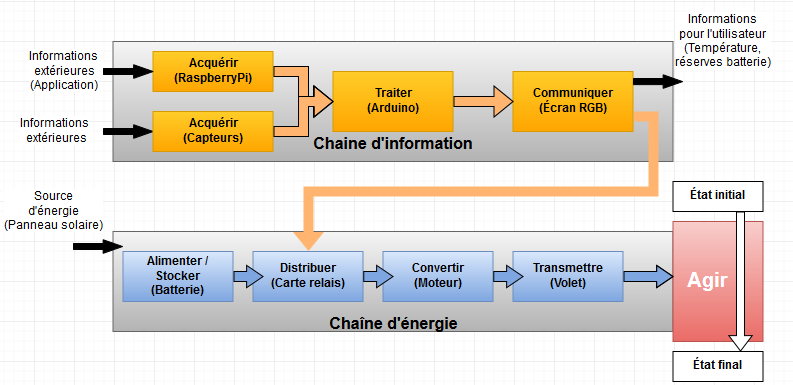 Informations
extérieures
(Application)
Acquérir
(RaspberryPi)
Informations
extérieures
Acquérir
(Capteurs)
Traiter
(Arduino)
Communiquer
(Écran RGB)
Informations
pour l'utilisateur
(Température,
réserves batterie)
Chaine d'information
Source
d'énergie
(Panneau solaire)
Alimenter /
Stocker
(Batterie)
Distribuer
(Carte relais)
Convertir
(Moteur)
Transmettre
(Volet)
Chaîne d'énergie
État initial
Agir
État final